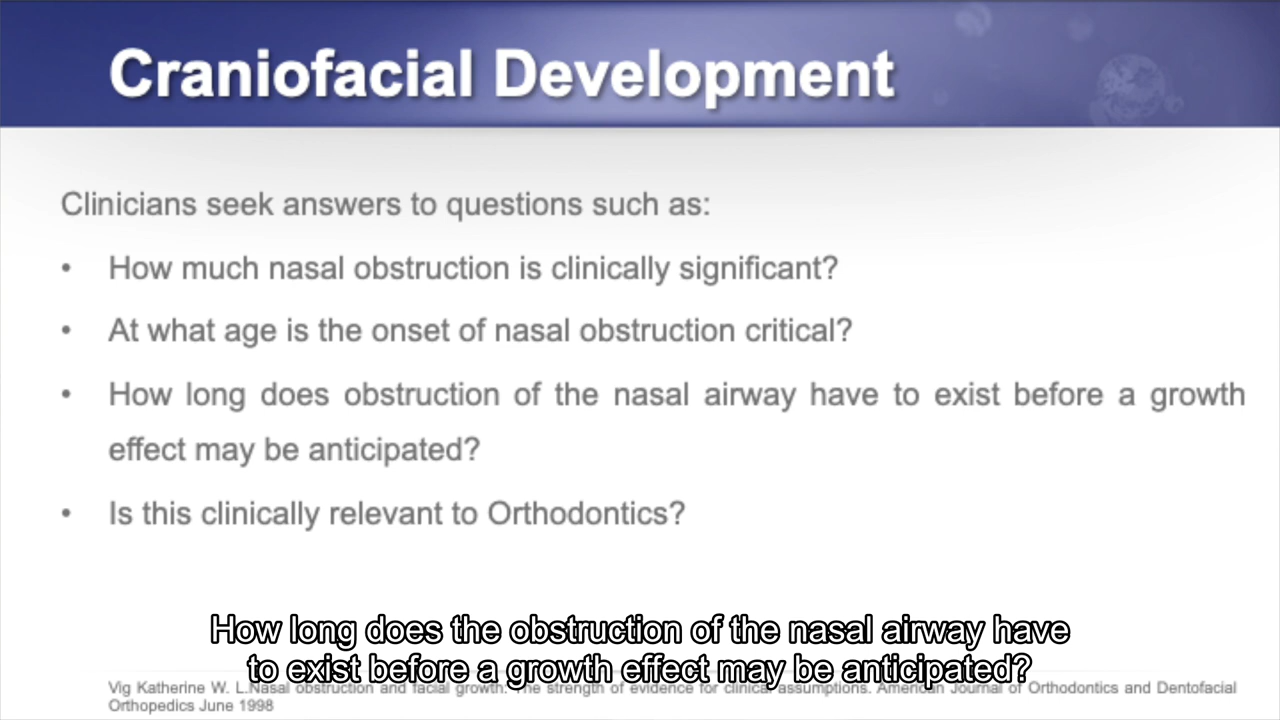 Craniofacial Development
Clinicians seek answers to questions such as:
• How much nasal obstruction is clinically significant?
• At what age is the onset of nasal obstruction critical?
• How long does obstruction of the nasal airway have to exist before a growth
effect may be anticipated?
• Is this clinically relevant to Orthodontics?
How long does the obstruction of the nasal airway have
to exist before a growth effect may be anticipated?
Vig Katherine W. L.Nasal obstruction and facial growth: The strength of evidence for clinical assumptions. American Journal of Orthodontics and Dentofacial
Orthopedics June 1998